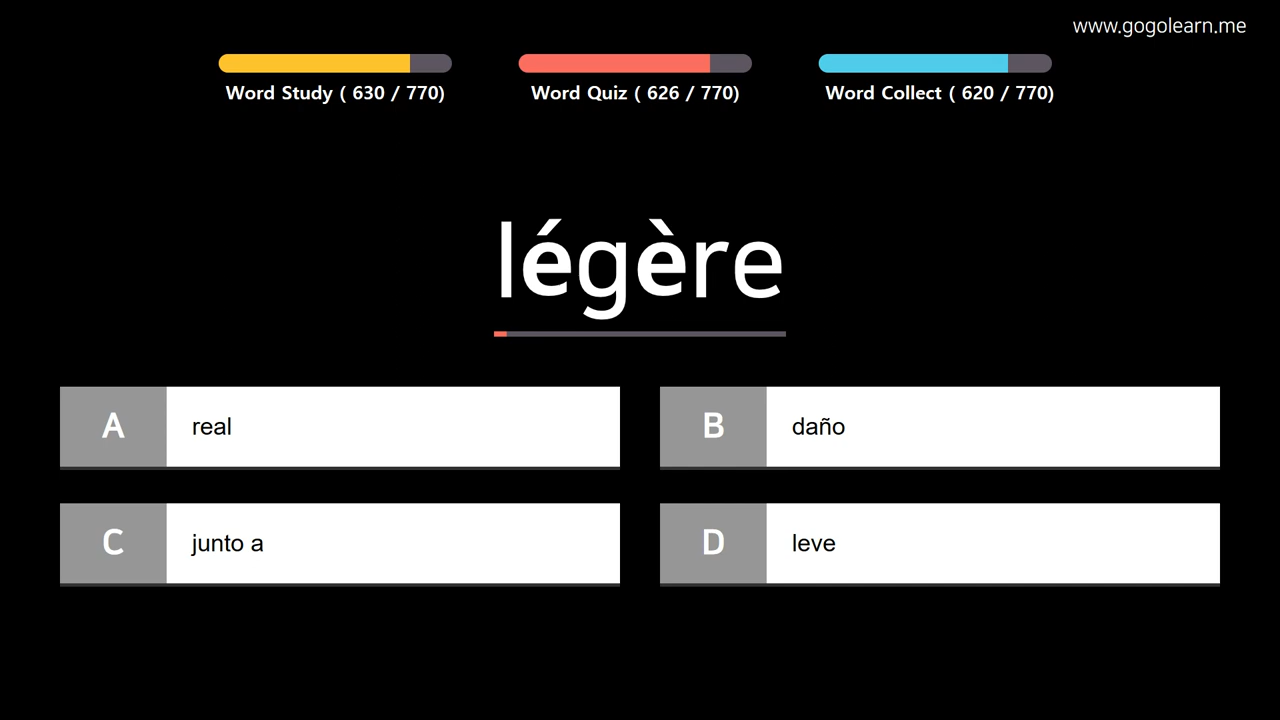 www.gogolearn.me
Word Study ( 630 / 770)
Word Quiz ( 626 / 770)
Word Collect ( 620 / 770)
légère
A real
B daño
C junto a
D leve